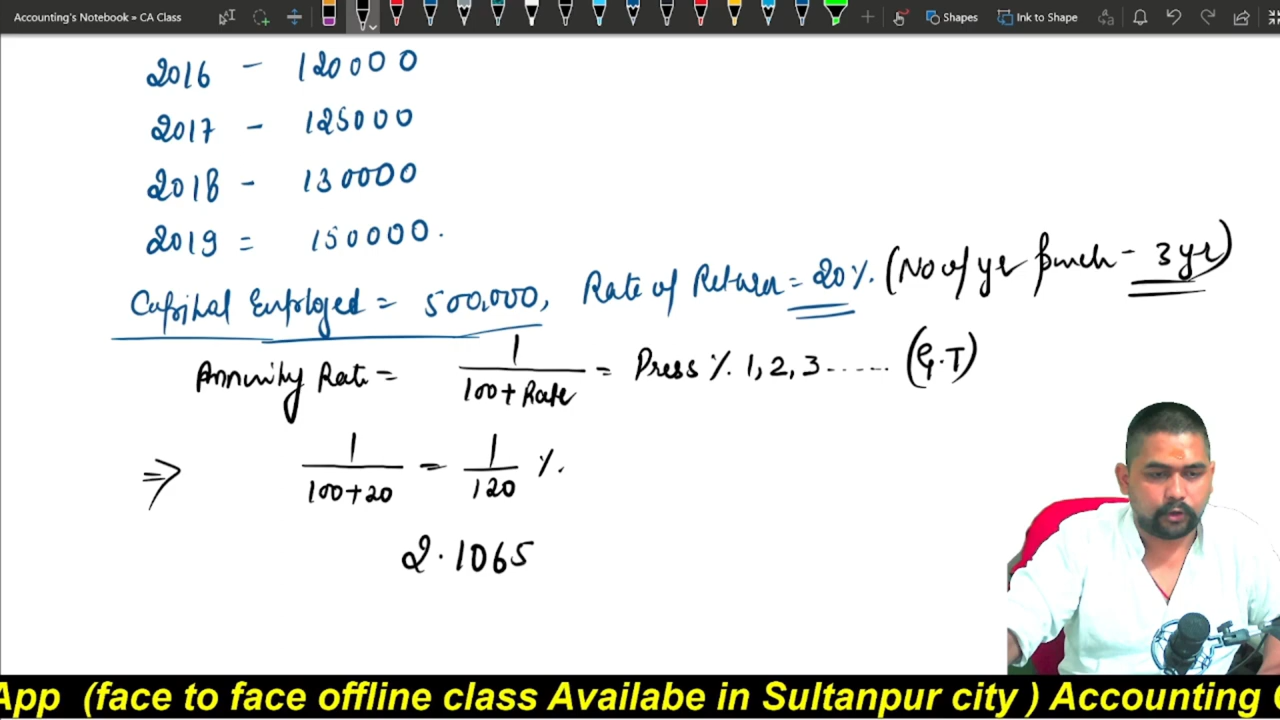 Accounting's Notebook » CA Class
Shapes Ink to Shape
2016 - 120000
2017 - 125000
2018 - 130000
2019 = 150000.
Capital Employed = 500,000, Rate of Return = 20%. (No of yr - 3 yr)
Annuity Rate = 1/100+Rate = Press %. 1, 2, 3 ...... (G.T)
⇒ 1/100+20 = 1/120 %.
2.1065
App (face to face offline class Availabe in Sultanpur city ) Accounting